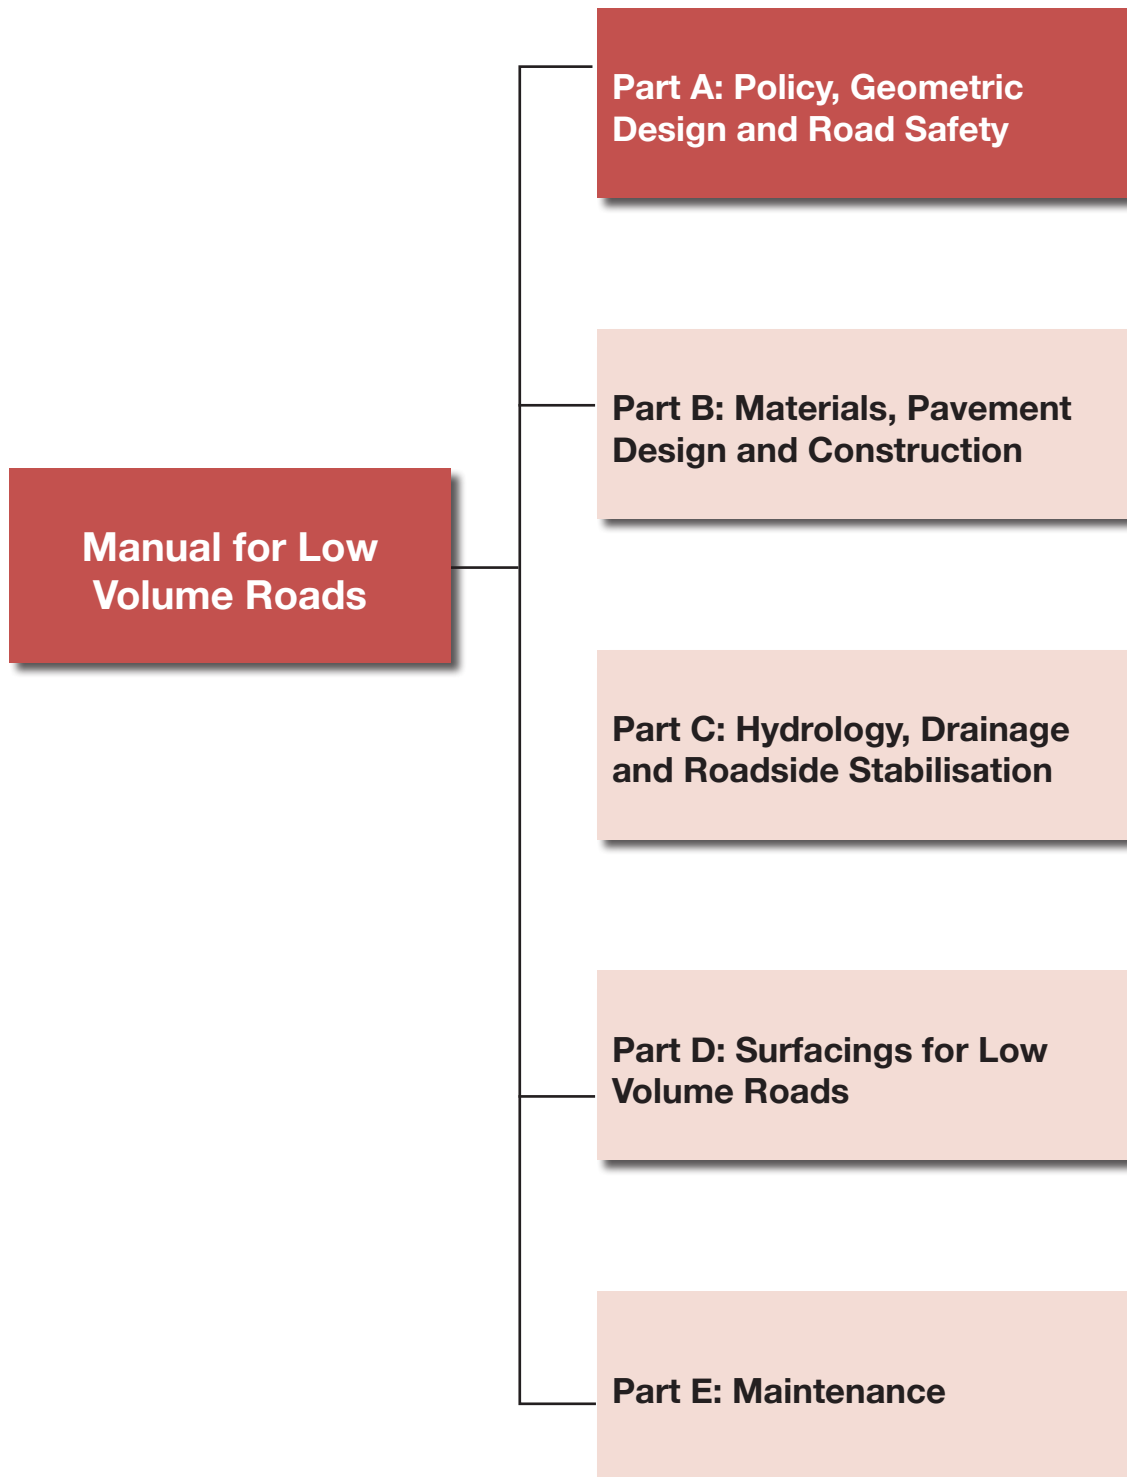 Part A: Policy, Geometric
Design and Road Safety
Part B: Materials, Pavement
Design and Construction
Manual for Low
Volume Roads
Part C: Hydrology, Drainage
and Roadside Stabilisation
Part D: Surfacings for Low
Volume Roads
Part E: Maintenance